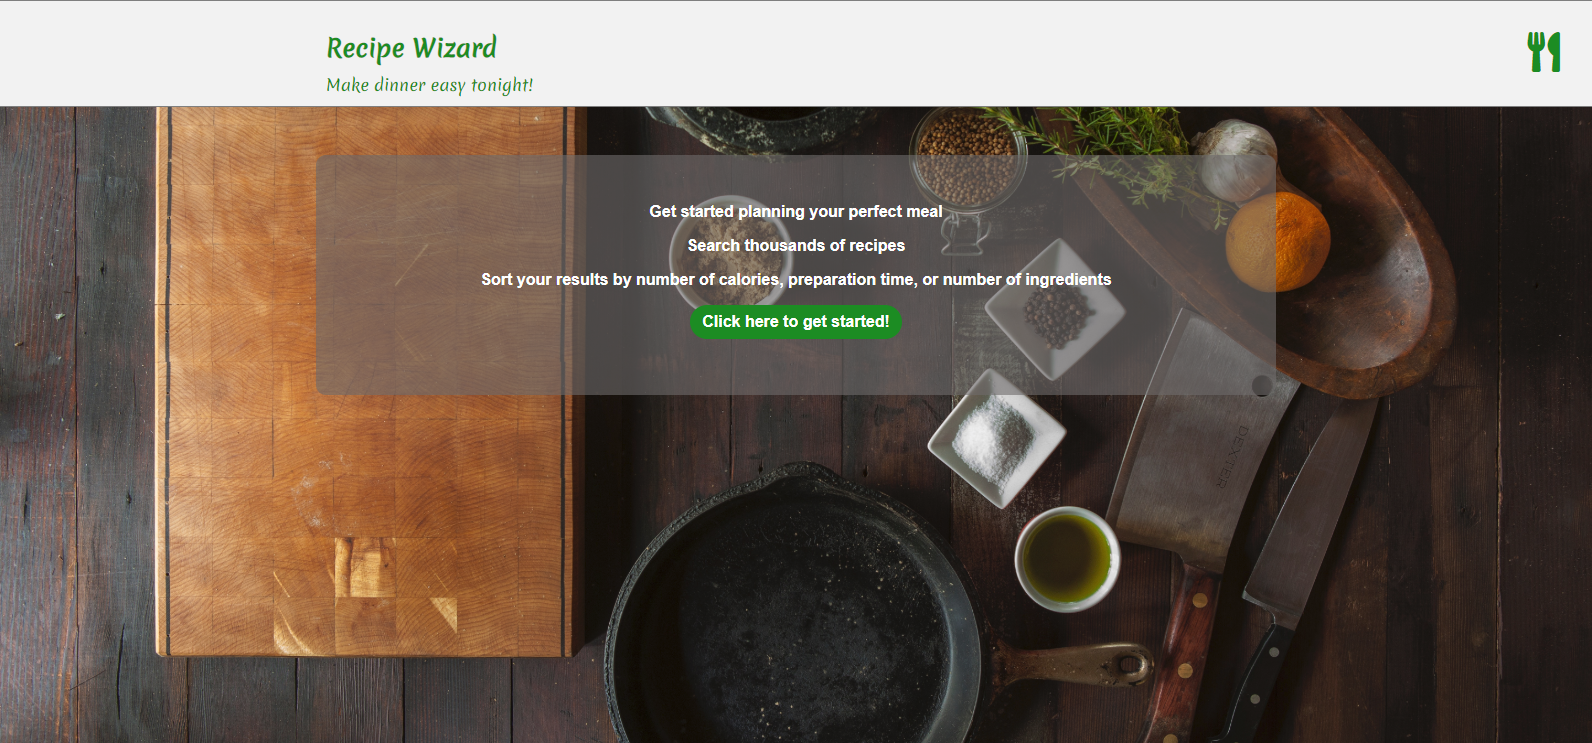 Recipe Wizard
Make dinner easy tonight!
Get started planning your perfect meal
Search thousands of recipes
Sort your results by number of calories, preparation time, or number of ingredients
Click here to get started!
DEXTER